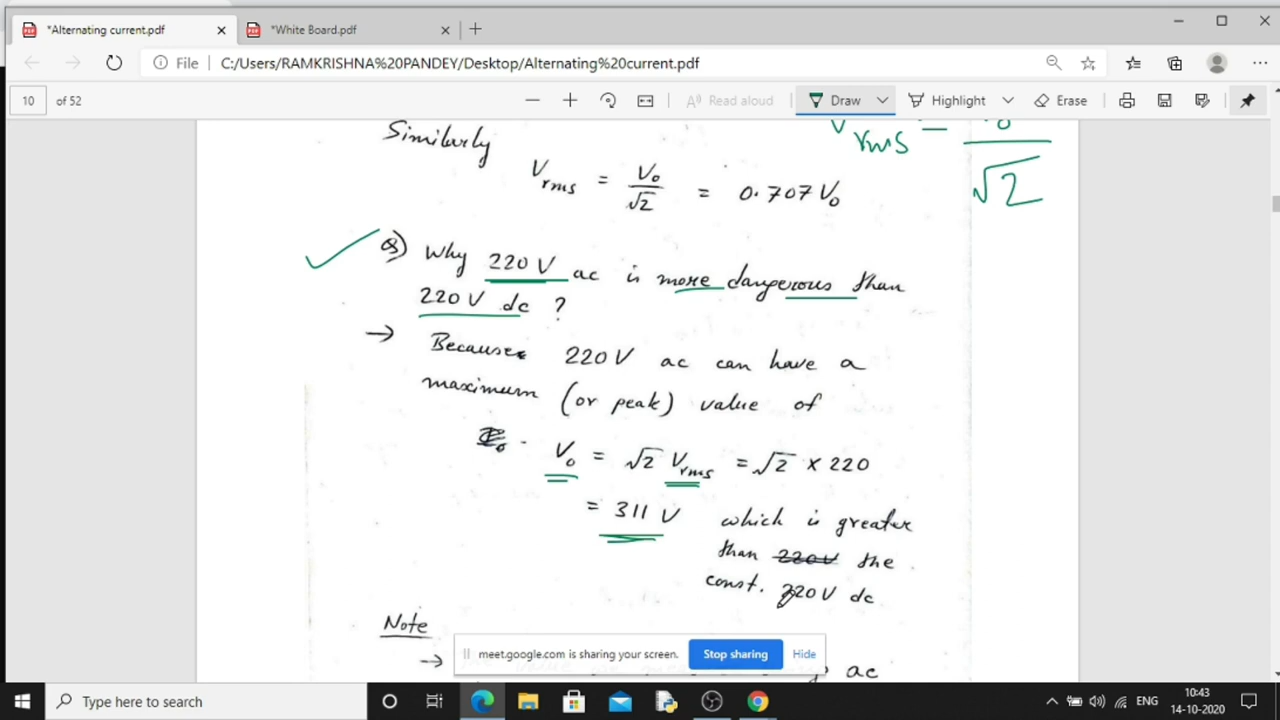 *Alternating current.pdf
*White Board.pdf
File
C:/Users/RAMKRISHNA%20PANDEY/Desktop/Alternating%20current.pdf
10 of 52
Read aloud
Draw
Highlight
Erase
Vrms = V₀/√2
Similarly
Vrms = V₀/√2 = 0.707 V₀
Q) Why 220 V ac is more dangerous than
220 V dc ?
→ Because 220 V ac can have a
maximum (or peak) value of
V₀ = √2 Vrms = √2 × 220
= 311 V which is greater
than 220V the
const. 220 V dc
Note
→ ac
meet.google.com is sharing your screen.
Stop sharing
Hide
Type here to search
ENG
10:43
14-10-2020